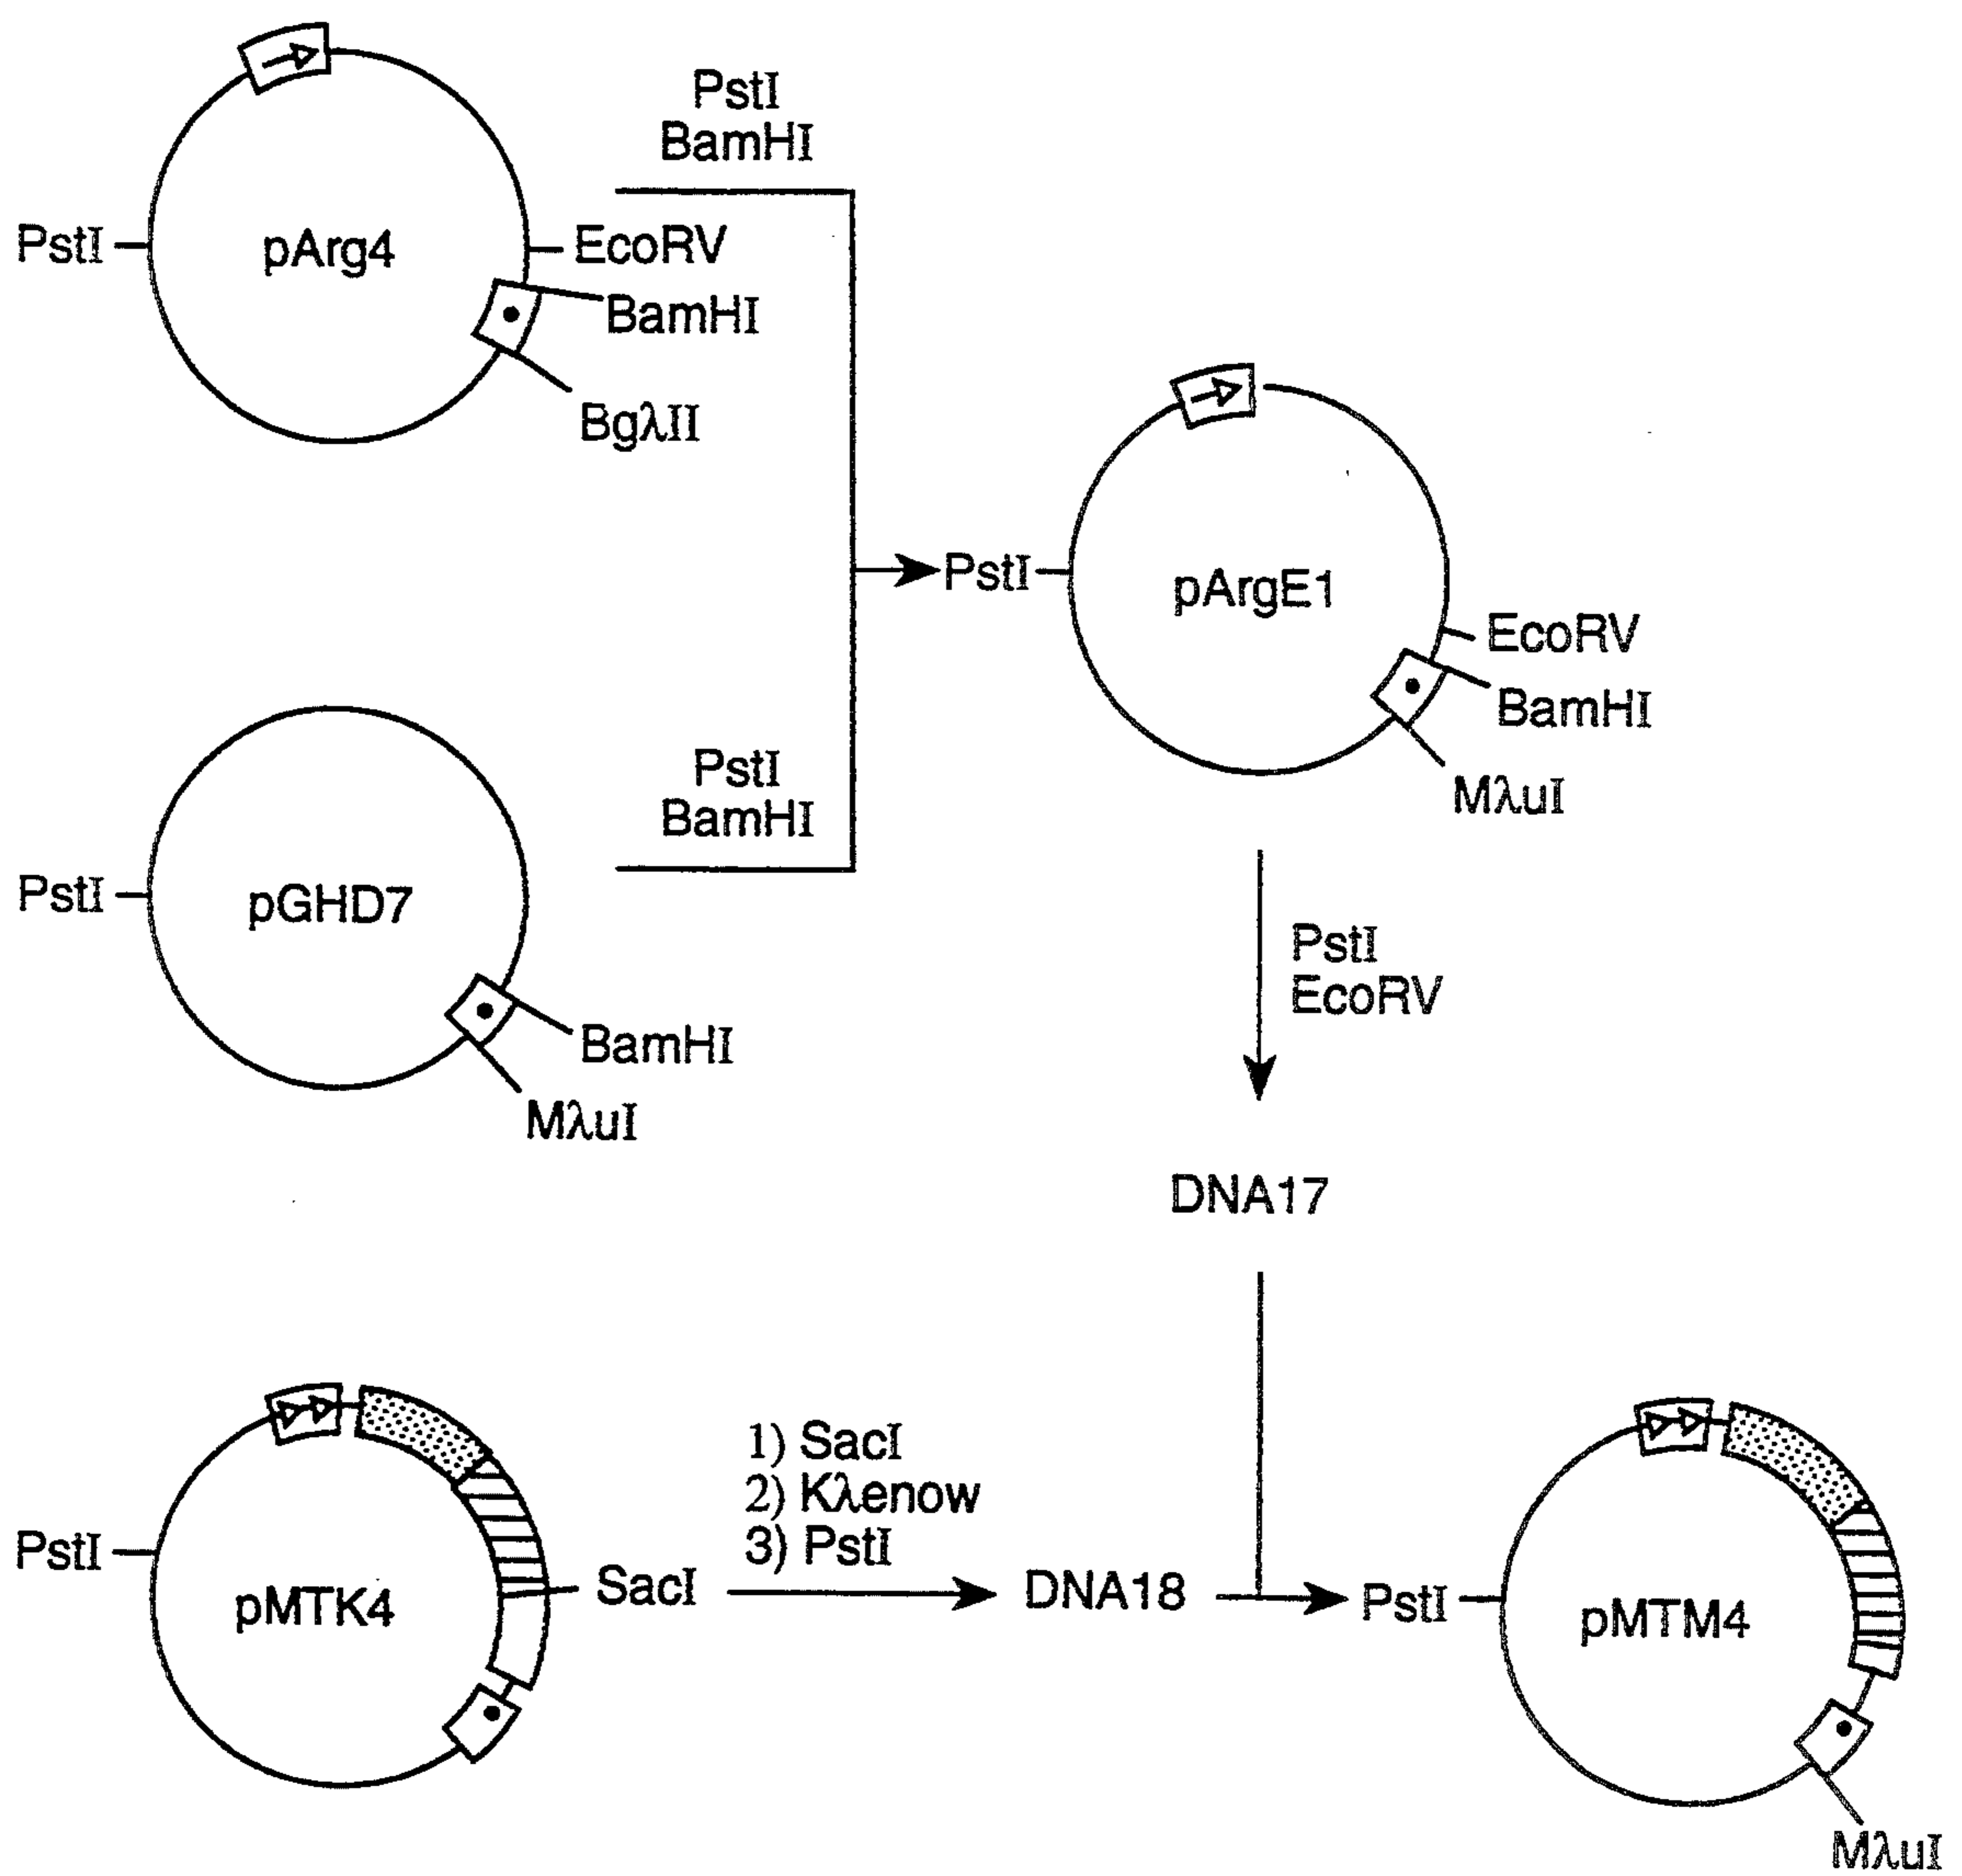 PstI
BamHI
PstI
pArg4
EcoRV
BamHI
BgλII
PstI
pArgE1
EcoRV
BamHI
MλuI
PstI
BamHI
PstI
pGHD7
BamHI
MλuI
PstI
EcoRV
DNA17
PstI
pMTK4
SacI
1) SacI
2) Kλenow
3) PstI
DNA18
PstI
pMTM4
MλuI